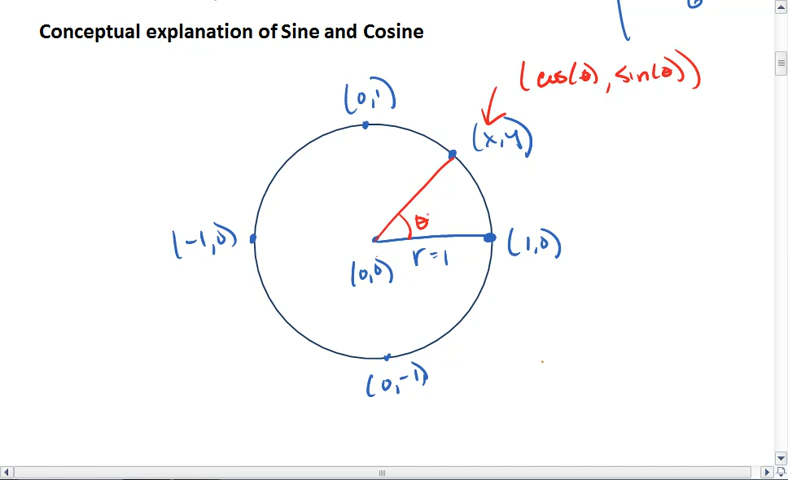 Conceptual explanation of Sine and Cosine
(cos(θ), sin(θ))
(0,1)
(x,y)
θ
(-1,0)
(1,0)
r=1
(0,0)
(0,-1)